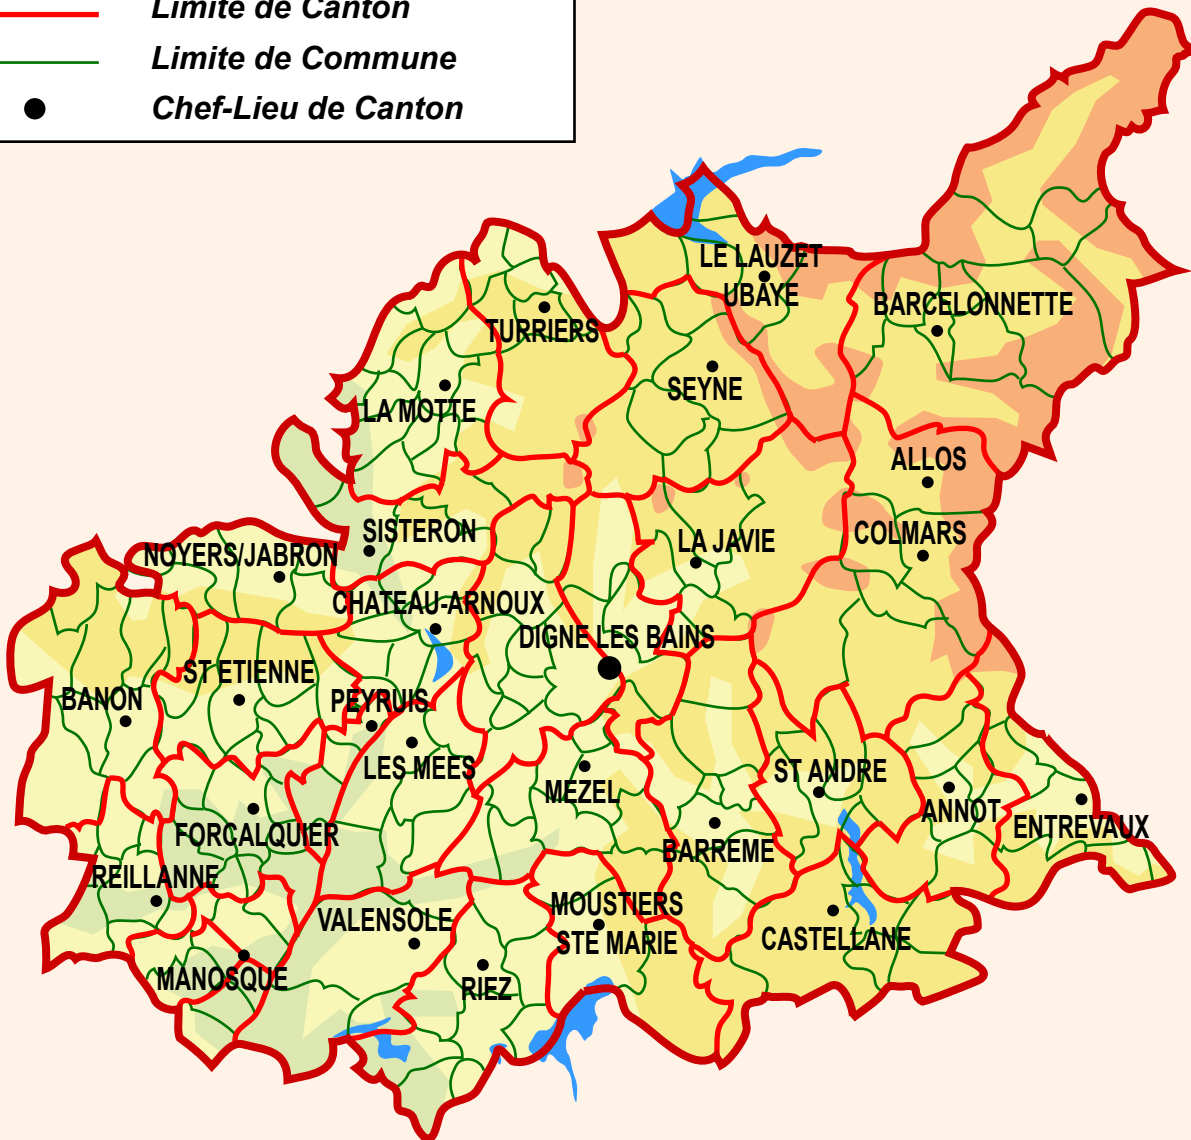 Limite de Canton
Limite de Commune
Chef-Lieu de Canton
LE LAUZET
UBAYE
BARCELONNETTE
TURRIERS
SEYNE
LA MOTTE
ALLOS
SISTERON
COLMARS
LA JAVIE
NOYERS/JABRON
CHATEAU-ARNOUX
DIGNE LES BAINS
ST ETIENNE
BANON
PEYRUIS
LES MEES
ST ANDRE
MEZEL
ANNOT
ENTREVAUX
FORCALQUIER
BARREME
REILLANNE
MOUSTIERS
STE MARIE
VALENSOLE
CASTELLANE
MANOSQUE
RIEZ